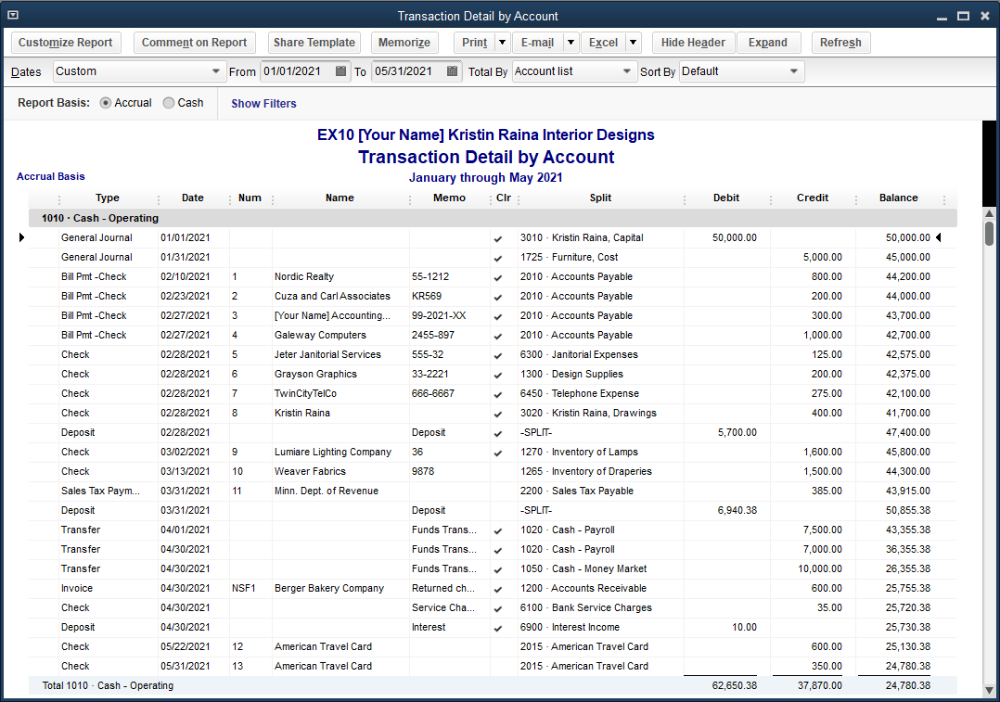 Transaction Detail by Account
Customize Report Comment on Report Share Template Memorize Print E-mail Excel Hide Header Expand Refresh
Dates Custom From 01/01/2021 To 05/31/2021 Total By Account list Sort By Default
Report Basis: Accrual Cash Show Filters
EX10 [Your Name] Kristin Raina Interior Designs
Transaction Detail by Account
Accrual Basis January through May 2021
Type Date Num Name Memo Clr Split Debit Credit Balance
1010 · Cash - Operating
General Journal 01/01/2021 ✓ 3010 · Kristin Raina, Capital 50,000.00 50,000.00
General Journal 01/31/2021 ✓ 1725 · Furniture, Cost 5,000.00 45,000.00
Bill Pmt -Check 02/10/2021 1 Nordic Realty 55-1212 ✓ 2010 · Accounts Payable 800.00 44,200.00
Bill Pmt -Check 02/23/2021 2 Cuza and Carl Associates KR569 ✓ 2010 · Accounts Payable 200.00 44,000.00
Bill Pmt -Check 02/27/2021 3 [Your Name] Accounting... 99-2021-XX ✓ 2010 · Accounts Payable 300.00 43,700.00
Bill Pmt -Check 02/27/2021 4 Galeway Computers 2455-897 ✓ 2010 · Accounts Payable 1,000.00 42,700.00
Check 02/28/2021 5 Jeter Janitorial Services 555-32 ✓ 6300 · Janitorial Expenses 125.00 42,575.00
Check 02/28/2021 6 Grayson Graphics 33-2221 ✓ 1300 · Design Supplies 200.00 42,375.00
Check 02/28/2021 7 TwinCityTelCo 666-6667 ✓ 6450 · Telephone Expense 275.00 42,100.00
Check 02/28/2021 8 Kristin Raina ✓ 3020 · Kristin Raina, Drawings 400.00 41,700.00
Deposit 02/28/2021 Deposit ✓ -SPLIT- 5,700.00 47,400.00
Check 03/02/2021 9 Lumiare Lighting Company 36 ✓ 1270 · Inventory of Lamps 1,600.00 45,800.00
Check 03/13/2021 10 Weaver Fabrics 9878 1265 · Inventory of Draperies 1,500.00 44,300.00
Sales Tax Paym... 03/31/2021 11 Minn. Dept. of Revenue 2200 · Sales Tax Payable 385.00 43,915.00
Deposit 03/31/2021 Deposit -SPLIT- 6,940.38 50,855.38
Transfer 04/01/2021 Funds Trans... ✓ 1020 · Cash - Payroll 7,500.00 43,355.38
Transfer 04/30/2021 Funds Trans... ✓ 1020 · Cash - Payroll 7,000.00 36,355.38
Transfer 04/30/2021 Funds Trans... ✓ 1050 · Cash - Money Market 10,000.00 26,355.38
Invoice 04/30/2021 NSF1 Berger Bakery Company Returned ch... ✓ 1200 · Accounts Receivable 600.00 25,755.38
Check 04/30/2021 Service Cha... ✓ 6100 · Bank Service Charges 35.00 25,720.38
Deposit 04/30/2021 Interest ✓ 6900 · Interest Income 10.00 25,730.38
Check 05/22/2021 12 American Travel Card 2015 · American Travel Card 600.00 25,130.38
Check 05/31/2021 13 American Travel Card 2015 · American Travel Card 350.00 24,780.38
Total 1010 · Cash - Operating 62,650.38 37,870.00 24,780.38